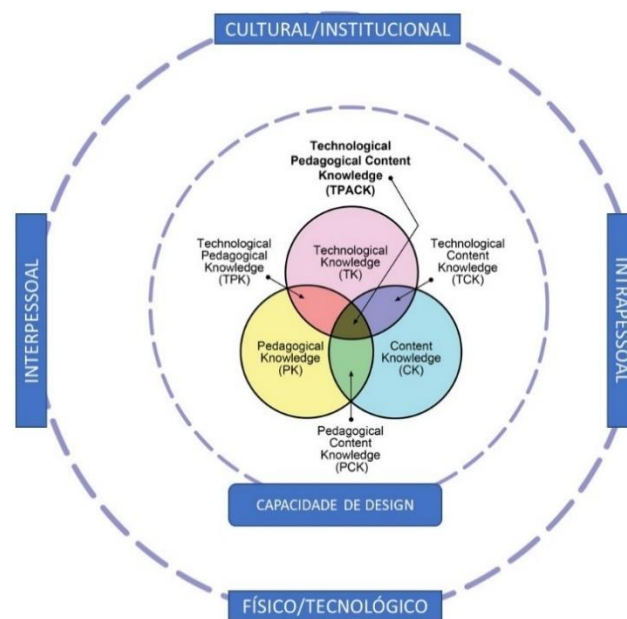 CULTURAL/INSTITUCIONAL
Technological
Pedagogical Content
Knowledge
(TPACK)
Technological
Pedagogical
Knowledge
(TPK)
Technological
Knowledge
(TK)
Technological
Content
Knowledge
(TCK)
INTERPESSOAL
INTRAPESSOAL
Pedagogical
Knowledge
(PK)
Content
Knowledge
(CK)
Pedagogical
Content
Knowledge
(PCK)
CAPACIDADE DE DESIGN
FÍSICO/TECNOLÓGICO